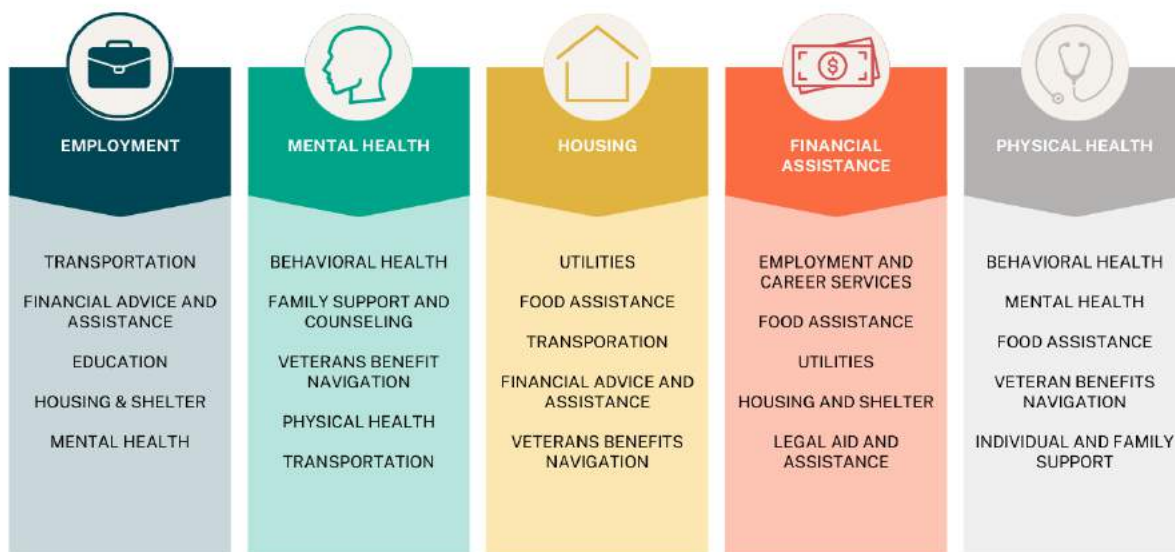 EMPLOYMENT
TRANSPORTATION
FINANCIAL ADVICE AND
ASSISTANCE
EDUCATION
HOUSING & SHELTER
MENTAL HEALTH
MENTAL HEALTH
BEHAVIORAL HEALTH
FAMILY SUPPORT AND
COUNSELING
VETERANS BENEFIT
NAVIGATION
PHYSICAL HEALTH
TRANSPORTATION
HOUSING
UTILITIES
FOOD ASSISTANCE
TRANSPORATION
FINANCIAL ADVICE AND
ASSISTANCE
VETERANS BENEFITS
NAVIGATION
FINANCIAL
ASSISTANCE
$
EMPLOYMENT AND
CAREER SERVICES
FOOD ASSISTANCE
UTILITIES
HOUSING AND SHELTER
LEGAL AID AND
ASSISTANCE
PHYSICAL HEALTH
BEHAVIORAL HEALTH
MENTAL HEALTH
FOOD ASSISTANCE
VETERAN BENEFITS
NAVIGATION
INDIVIDUAL AND FAMILY
SUPPORT